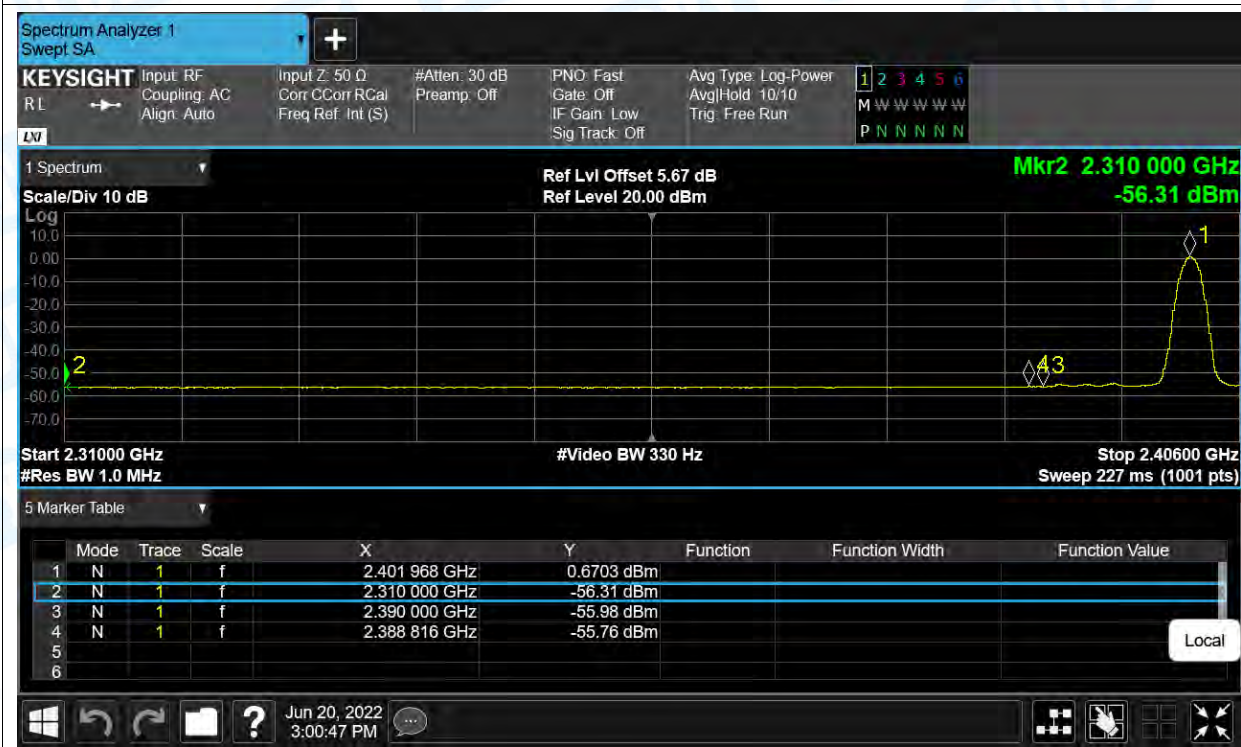 Spectrum Analyzer 1
Swept SA
+
KEYSIGHT Input: RF Input Z: 50 Ω #Atten: 30 dB PNO: Fast Avg Type: Log-Power 1 2 3 4 5 6
RL Coupling: AC Corr CCorr RCal Preamp: Off Gate: Off Avg|Hold: 10/10 M W W W W W
Align: Auto Freq Ref: Int (S) IF Gain: Low Trig: Free Run
LXI Sig Track: Off P N N N N N
1 Spectrum Ref Lvl Offset 5.67 dB Mkr2 2.310 000 GHz
Scale/Div 10 dB Ref Level 20.00 dBm -56.31 dBm
Log
10.0
1
0.00
-10.0
-20.0
-30.0
-40.0
2
43
-50.0
-60.0
-70.0
Start 2.31000 GHz #Video BW 330 Hz Stop 2.40600 GHz
#Res BW 1.0 MHz Sweep 227 ms (1001 pts)
5 Marker Table
Mode Trace Scale X Y Function Function Width Function Value
1 N 1 f 2.401 968 GHz 0.6703 dBm
2 N 1 f 2.310 000 GHz -56.31 dBm
3 N 1 f 2.390 000 GHz -55.98 dBm
4 N 1 f 2.388 816 GHz -55.76 dBm
5
6
Local
? Jun 20, 2022
3:00:47 PM